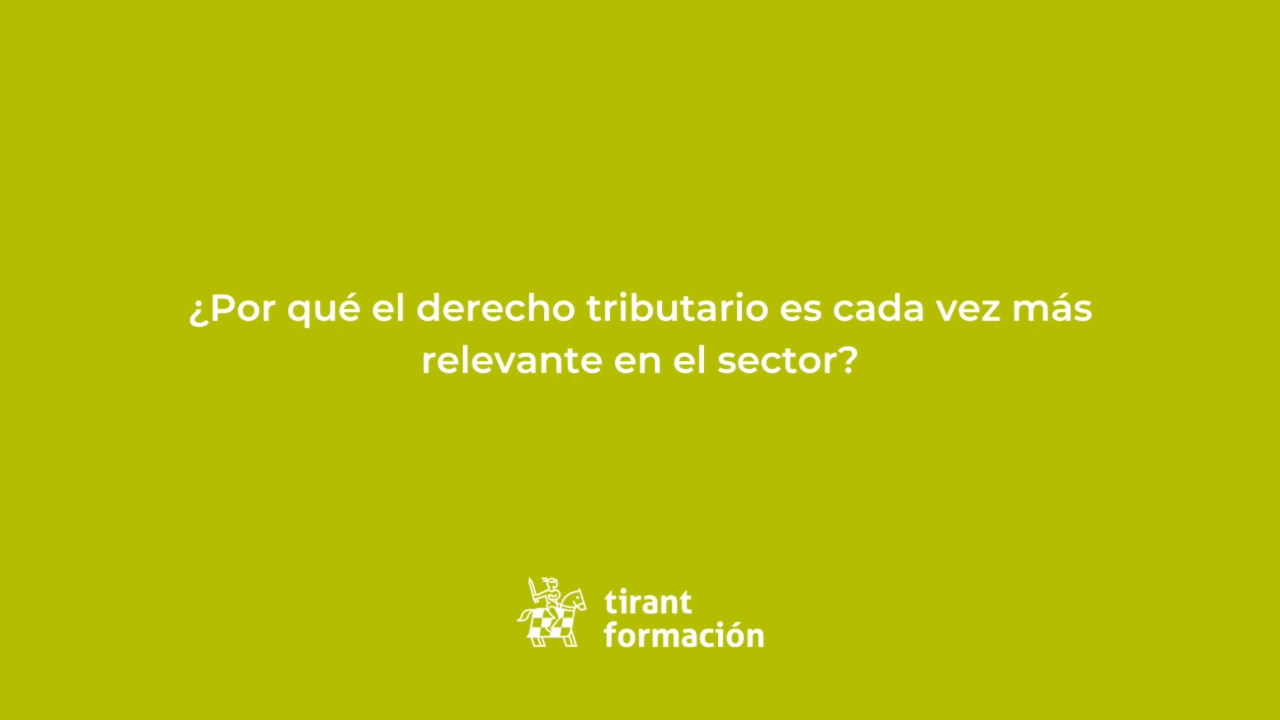 ¿Por qué el derecho tributario es cada vez más
relevante en el sector?
tirant
formación